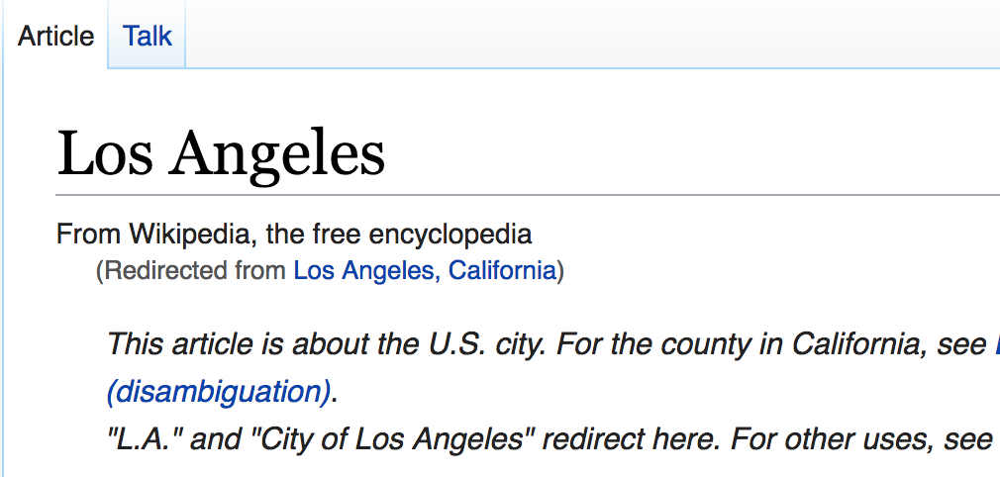 Article Talk
Los Angeles
From Wikipedia, the free encyclopedia
(Redirected from Los Angeles, California)
This article is about the U.S. city. For the county in California, see
(disambiguation).
"L.A." and "City of Los Angeles" redirect here. For other uses, see